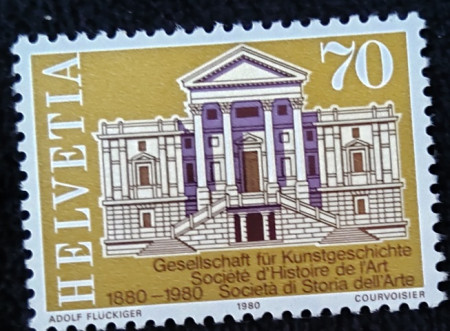 HELVETIA
70
Gesellschaft für Kunstgeschichte
Société d'Histoire de l'Art
1880–1980 Società di Storia dell'Arte
ADOLF FLÜCKIGER 1980 COURVOISIER